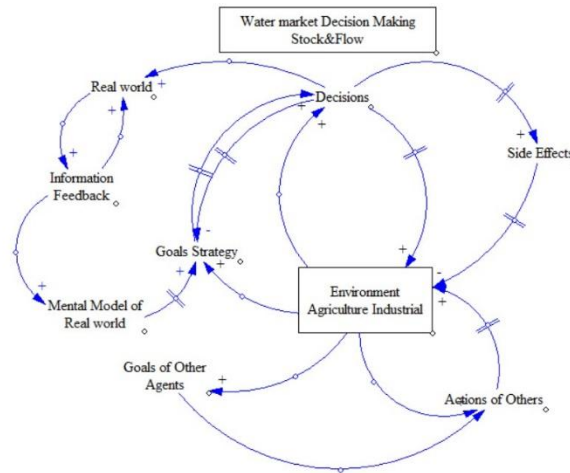 Water market Decision Making
Stock&Flow
Real world
Decisions
Side Effects
Information
Feedback
Goals Strategy
Environment
Agriculture Industrial
Mental Model of
Real world
Goals of Other
Agents
Actions of Others